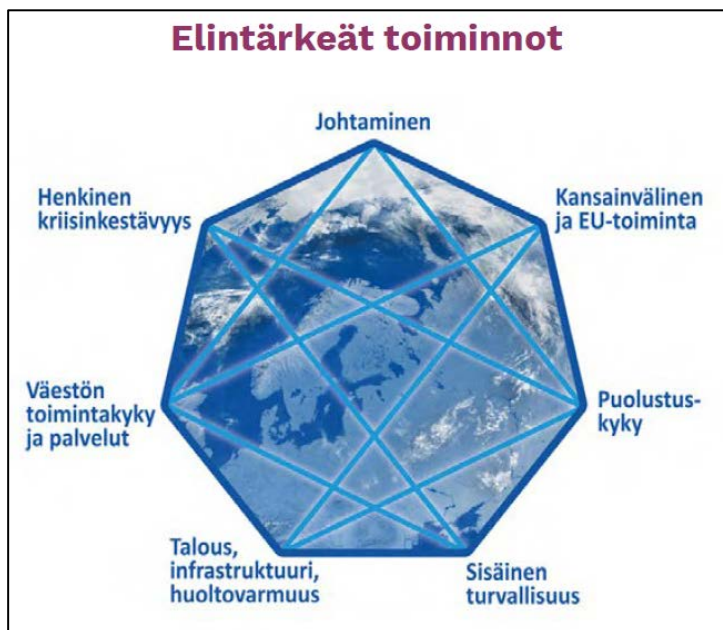 Elintärkeät toiminnot
Johtaminen
Henkinen
kriisinkestävyys
Kansainvälinen
ja EU-toiminta
Väestön
toimintakyky
ja palvelut
Puolustus-
kyky
Talous,
infrastruktuuri,
huoltovarmuus
Sisäinen
turvallisuus